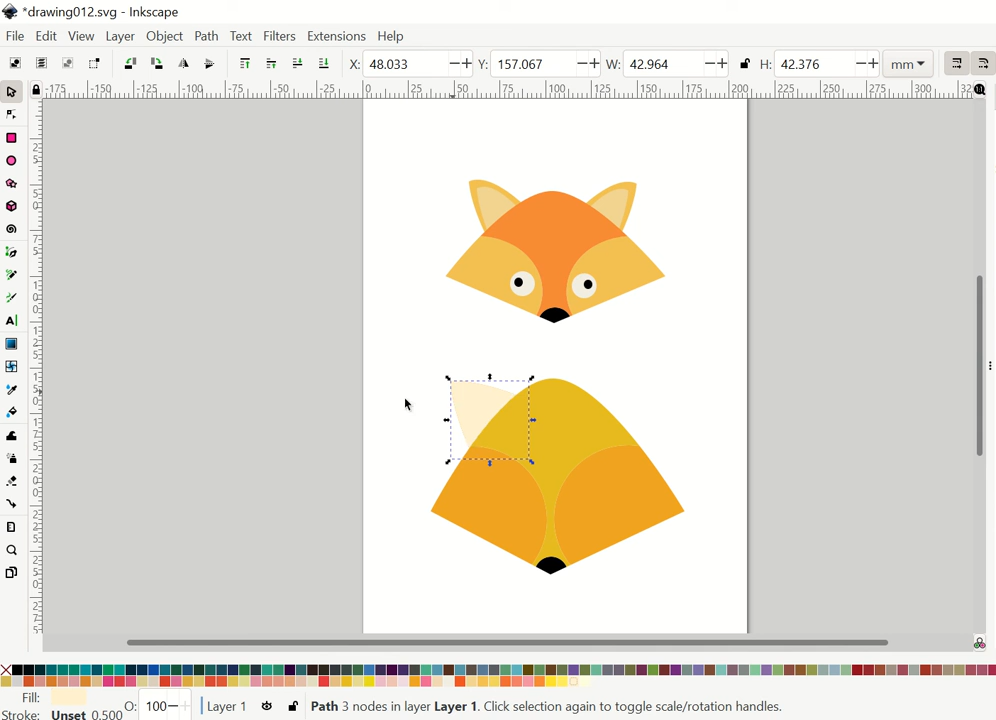 *drawing012.svg - Inkscape
File Edit View Layer Object Path Text Filters Extensions Help
X: 48.033 Y: 157.067 W: 42.964 H: 42.376 mm
-175 -150 -125 -100 -75 -50 -25 0 25 50 75 100 125 150 175 200 225 250 275 300
A
Fill:
Stroke: Unset 0.500 O: 100 Layer 1 Path 3 nodes in layer Layer 1. Click selection again to toggle scale/rotation handles.